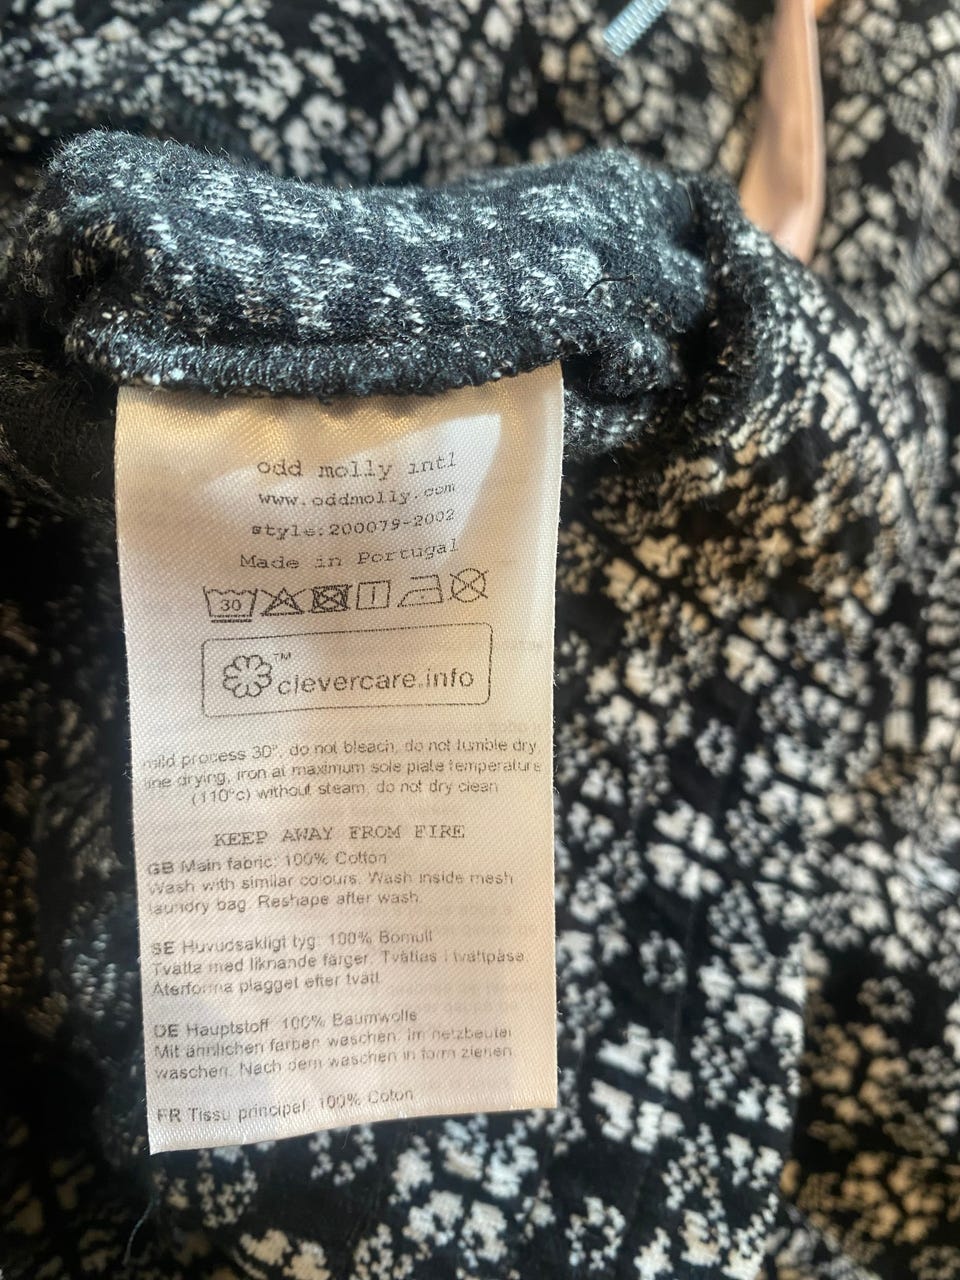 odd molly intl
www.oddmolly.com
style:200079-2002
Made in Portugal
30
clevercare.info™
mild process 30°, do not bleach, do not tumble dry
line drying, iron at maximum sole plate temperature
(110°c) without steam, do not dry clean
KEEP AWAY FROM FIRE
GB Main fabric: 100% Cotton
Wash with similar colours. Wash inside mesh
laundry bag. Reshape after wash.
SE Huvudsakligt tyg: 100% Bomull
Tvätta med liknande färger. Tvättas i tvättpåse.
Återforma plagget efter tvätt.
DE Hauptstoff: 100% Baumwolle
Mit ähnlichen farben waschen. Im netzbeutel
waschen. Nach dem waschen in form ziehen.
FR Tissu principal: 100% Coton